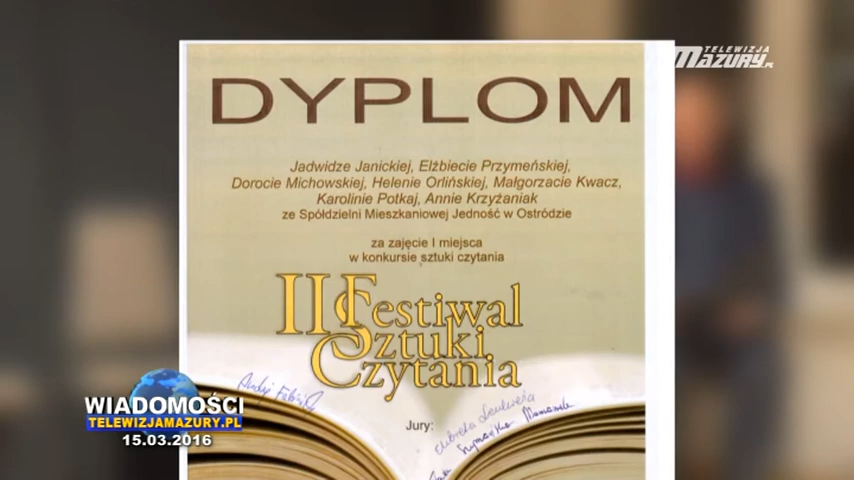 TELEWIZJA
MAZURY.PL
DYPLOM
Jadwidze Janickiej, Elżbiecie Przymeńskiej,
Dorocie Michowskiej, Helenie Orlińskiej, Małgorzacie Kwacz,
Karolinie Potkaj, Annie Krzyżaniak
ze Spółdzielni Mieszkaniowej Jedność w Ostródzie
za zajęcie I miejsca
w konkursie sztuki czytania
II Festiwal
Sztuki
Czytania
Jury:
WIADOMOŚCI
TELEWIZJAMAZURY.PL
15.03.2016